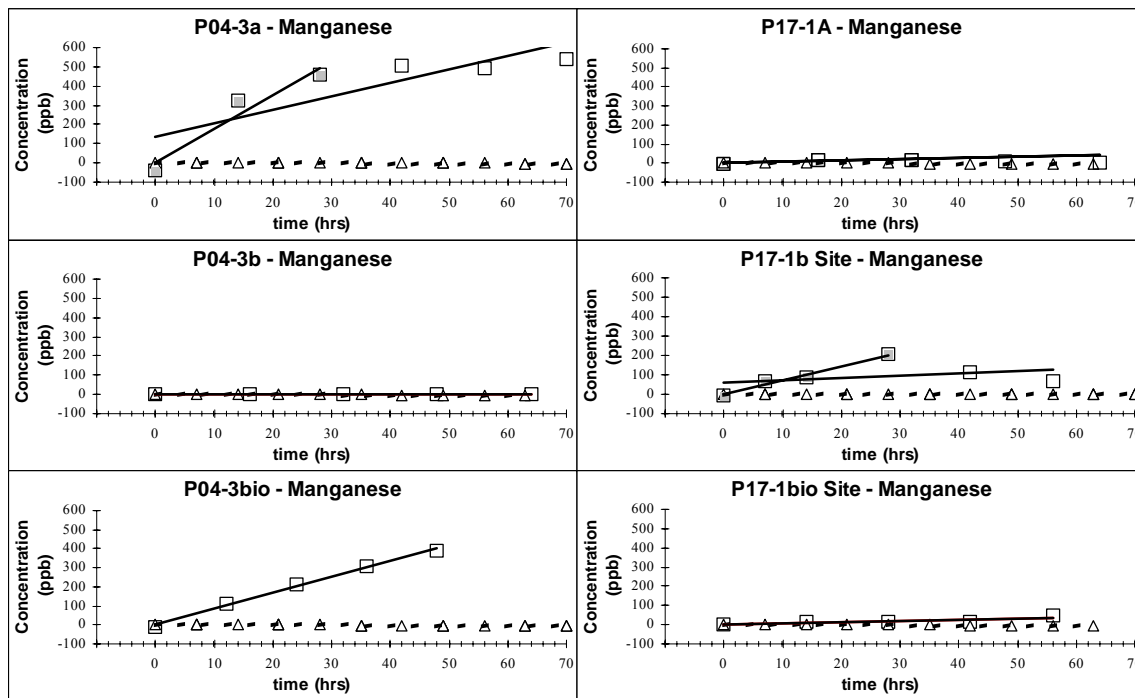 P04-3a - Manganese
Concentration
(ppb)
600
500
400
300
200
100
0
-100
0 10 20 30 40 50 60 70
time (hrs)
P17-1A - Manganese
Concentration
(ppb)
600
500
400
300
200
100
0
-100
0 10 20 30 40 50 60 7
time (hrs)
P04-3b - Manganese
Concentration
(ppb)
600
500
400
300
200
100
0
-100
0 10 20 30 40 50 60 70
time (hrs)
P17-1b Site - Manganese
Concentration
(ppb)
600
500
400
300
200
100
0
-100
0 10 20 30 40 50 60 7
time (hrs)
P04-3bio - Manganese
Concentration
(ppb)
600
500
400
300
200
100
0
-100
0 10 20 30 40 50 60 70
time (hrs)
P17-1bio Site - Manganese
Concentration
(ppb)
600
500
400
300
200
100
0
-100
0 10 20 30 40 50 60 7
time (hrs)